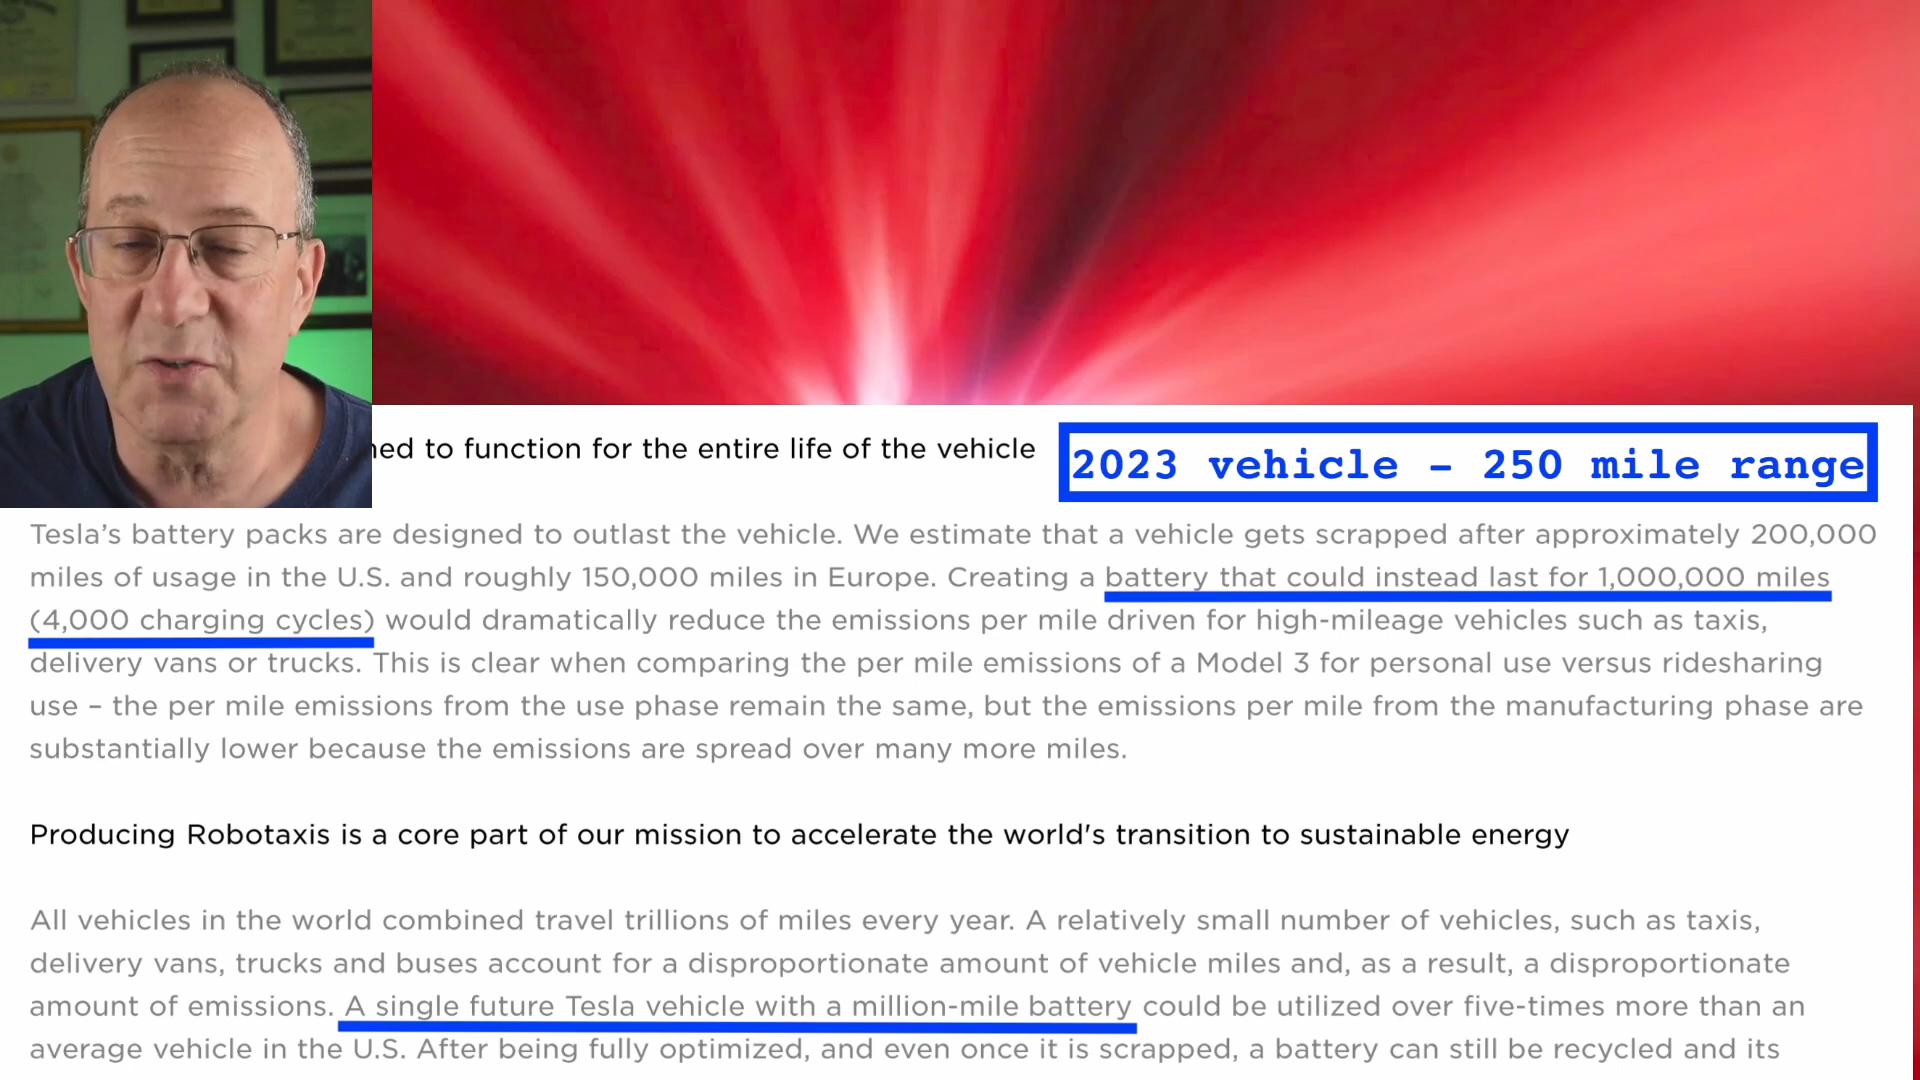 ned to function for the entire life of the vehicle
2023 vehicle – 250 mile range
Tesla's battery packs are designed to outlast the vehicle. We estimate that a vehicle gets scrapped after approximately 200,000
miles of usage in the U.S. and roughly 150,000 miles in Europe. Creating a battery that could instead last for 1,000,000 miles
(4,000 charging cycles) would dramatically reduce the emissions per mile driven for high-mileage vehicles such as taxis,
delivery vans or trucks. This is clear when comparing the per mile emissions of a Model 3 for personal use versus ridesharing
use – the per mile emissions from the use phase remain the same, but the emissions per mile from the manufacturing phase are
substantially lower because the emissions are spread over many more miles.
Producing Robotaxis is a core part of our mission to accelerate the world's transition to sustainable energy
All vehicles in the world combined travel trillions of miles every year. A relatively small number of vehicles, such as taxis,
delivery vans, trucks and buses account for a disproportionate amount of vehicle miles and, as a result, a disproportionate
amount of emissions. A single future Tesla vehicle with a million-mile battery could be utilized over five-times more than an
average vehicle in the U.S. After being fully optimized, and even once it is scrapped, a battery can still be recycled and its